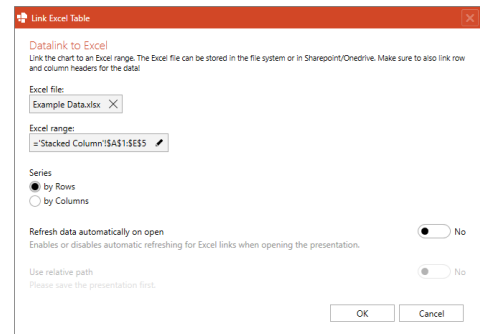 Link Excel Table
Datalink to Excel
Link the chart to an Excel range. The Excel file can be stored in the file system or in Sharepoint/Onedrive. Make sure to also link row
and column headers for the data!
Excel file:
Example Data.xlsx
Excel range:
='Stacked Column'!$A$1:$E$5
Series
by Rows
by Columns
Refresh data automatically on open
No
Enables or disables automatic refreshing for Excel links when opening the presentation.
Use relative path
No
Please save the presentation first.
OK
Cancel